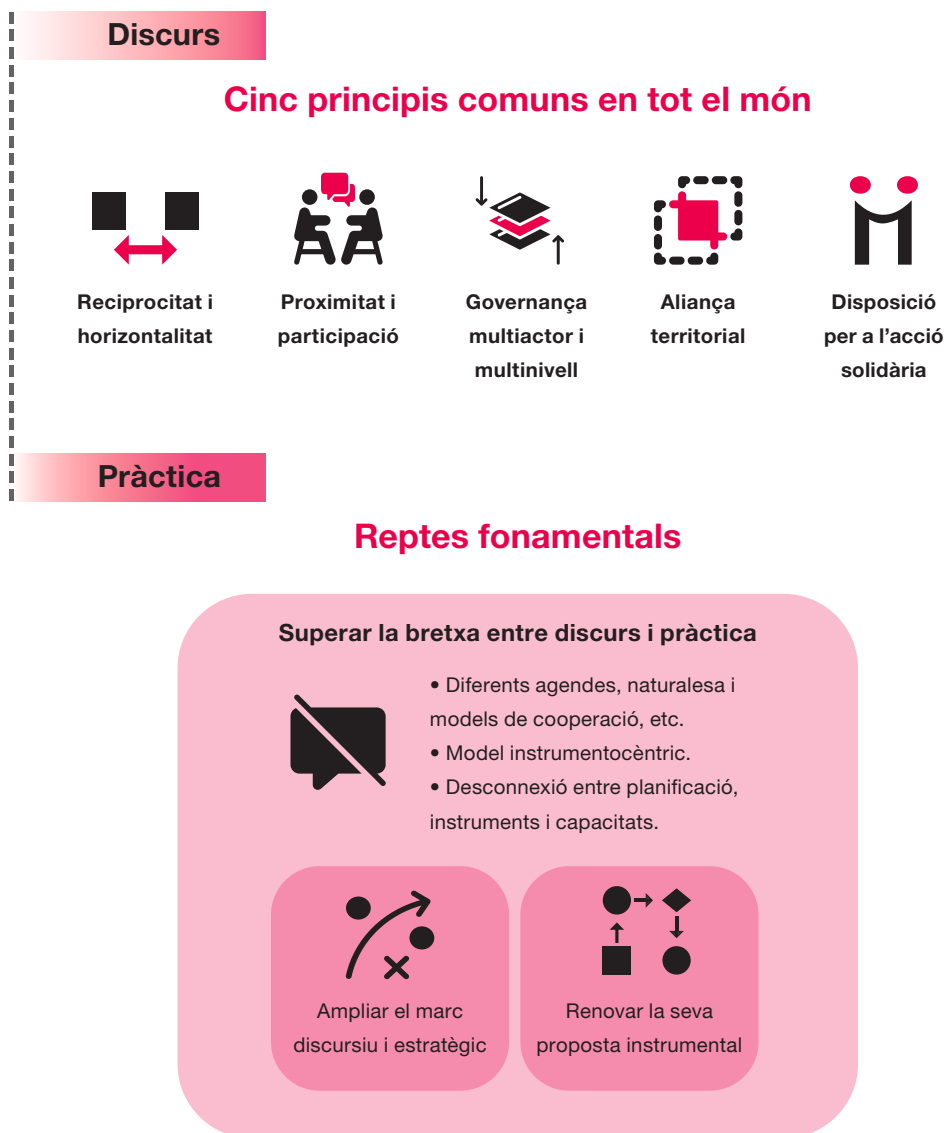 Discurs
Cinc principis comuns en tot el món
Reciprocitat i
horizontalitat
Proximitat i
participació
Governança
multiactor i
multinivell
Aliança
territorial
Disposició
per a l'acció
solidària
Pràctica
Reptes fonamentals
Superar la bretxa entre discurs i pràctica
• Diferents agendes, naturalesa i
models de cooperació, etc.
• Model instrumentocèntric.
• Desconnexió entre planificació,
instruments i capacitats.
Ampliar el marc
discursiu i estratègic
Renovar la seva
proposta instrumental